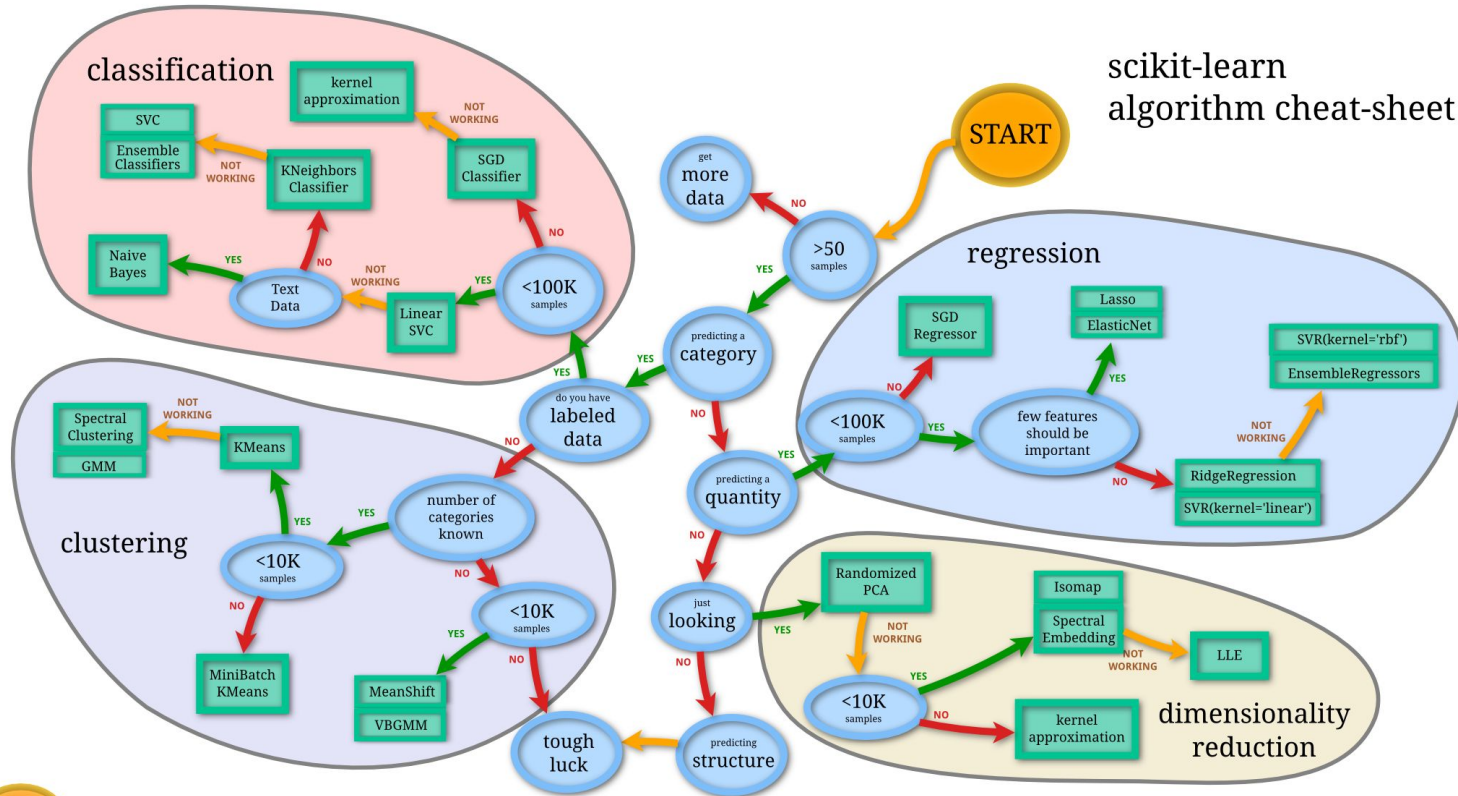 scikit-learn
algorithm cheat-sheet
START
classification
kernel
approximation
NOT
WORKING
SVC
Ensemble
Classifiers
NOT
WORKING
KNeighbors
Classifier
SGD
Classifier
NO
Naive
Bayes
YES
Text
Data
NO
NOT
WORKING
Linear
SVC
YES
<100K
samples
YES
get
more
data
NO
>50
samples
YES
predicting a
category
YES
NO
do you have
labeled
data
NO
predicting a
quantity
YES
NO
just
looking
YES
NO
predicting
structure
tough
luck
regression
SGD
Regressor
NO
<100K
samples
YES
Lasso
ElasticNet
YES
few features
should be
important
NO
SVR(kernel='rbf')
EnsembleRegressors
NOT
WORKING
RidgeRegression
SVR(kernel='linear')
clustering
Spectral
Clustering
GMM
NOT
WORKING
KMeans
YES
<10K
samples
NO
MiniBatch
KMeans
YES
number of
categories
known
NO
<10K
samples
YES
NO
MeanShift
VBGMM
Randomized
PCA
NOT
WORKING
<10K
samples
YES
NO
Isomap
Spectral
Embedding
NOT
WORKING
LLE
kernel
approximation
dimensionality
reduction